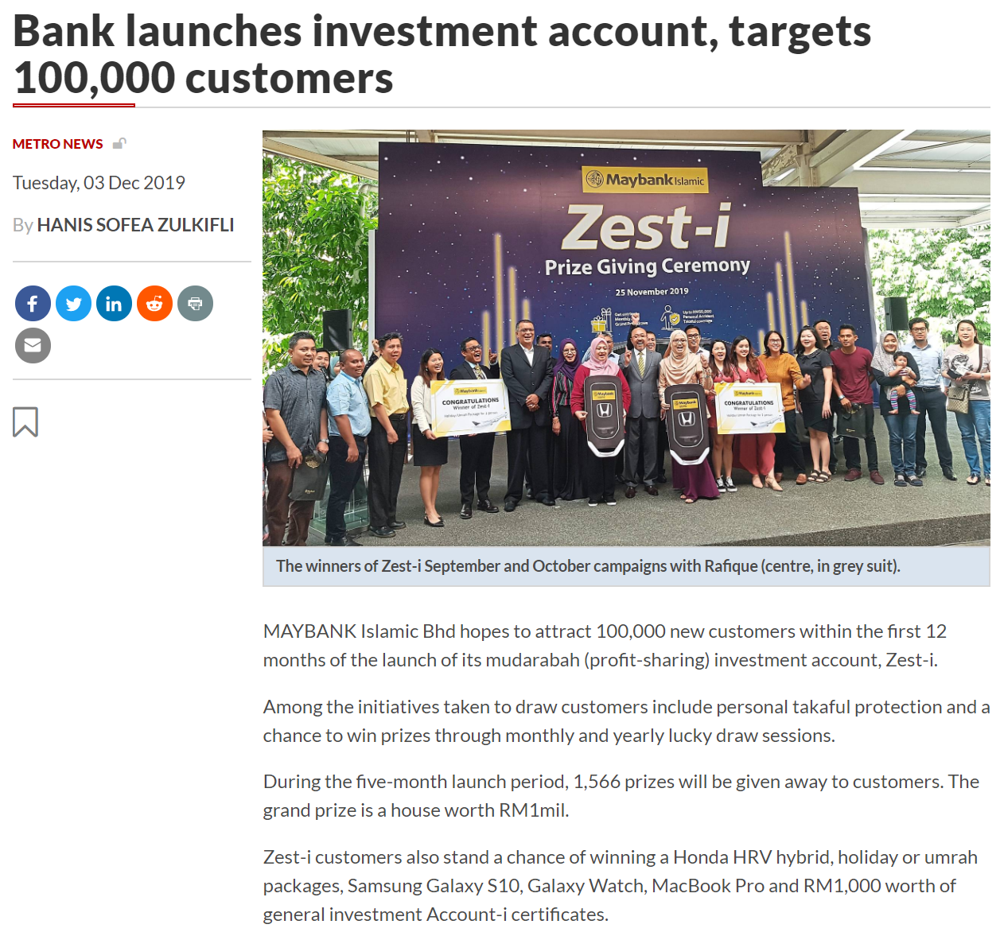 Bank launches investment account, targets
100,000 customers
METRO NEWS
Tuesday, 03 Dec 2019
By HANIS SOFEA ZULKIFLI
Maybank Islamic
Zest-i
Prize Giving Ceremony
25 November 2019
Maybank
CONGRATULATIONS
Winner of Zest-i
Maybank
Maybank
Maybank
CONGRATULATIONS
Winner of Zest-i
The winners of Zest-i September and October campaigns with Rafique (centre, in grey suit).
MAYBANK Islamic Bhd hopes to attract 100,000 new customers within the first 12
months of the launch of its mudarabah (profit-sharing) investment account, Zest-i.
Among the initiatives taken to draw customers include personal takaful protection and a
chance to win prizes through monthly and yearly lucky draw sessions.
During the five-month launch period, 1,566 prizes will be given away to customers. The
grand prize is a house worth RM1mil.
Zest-i customers also stand a chance of winning a Honda HRV hybrid, holiday or umrah
packages, Samsung Galaxy S10, Galaxy Watch, MacBook Pro and RM1,000 worth of
general investment Account-i certificates.